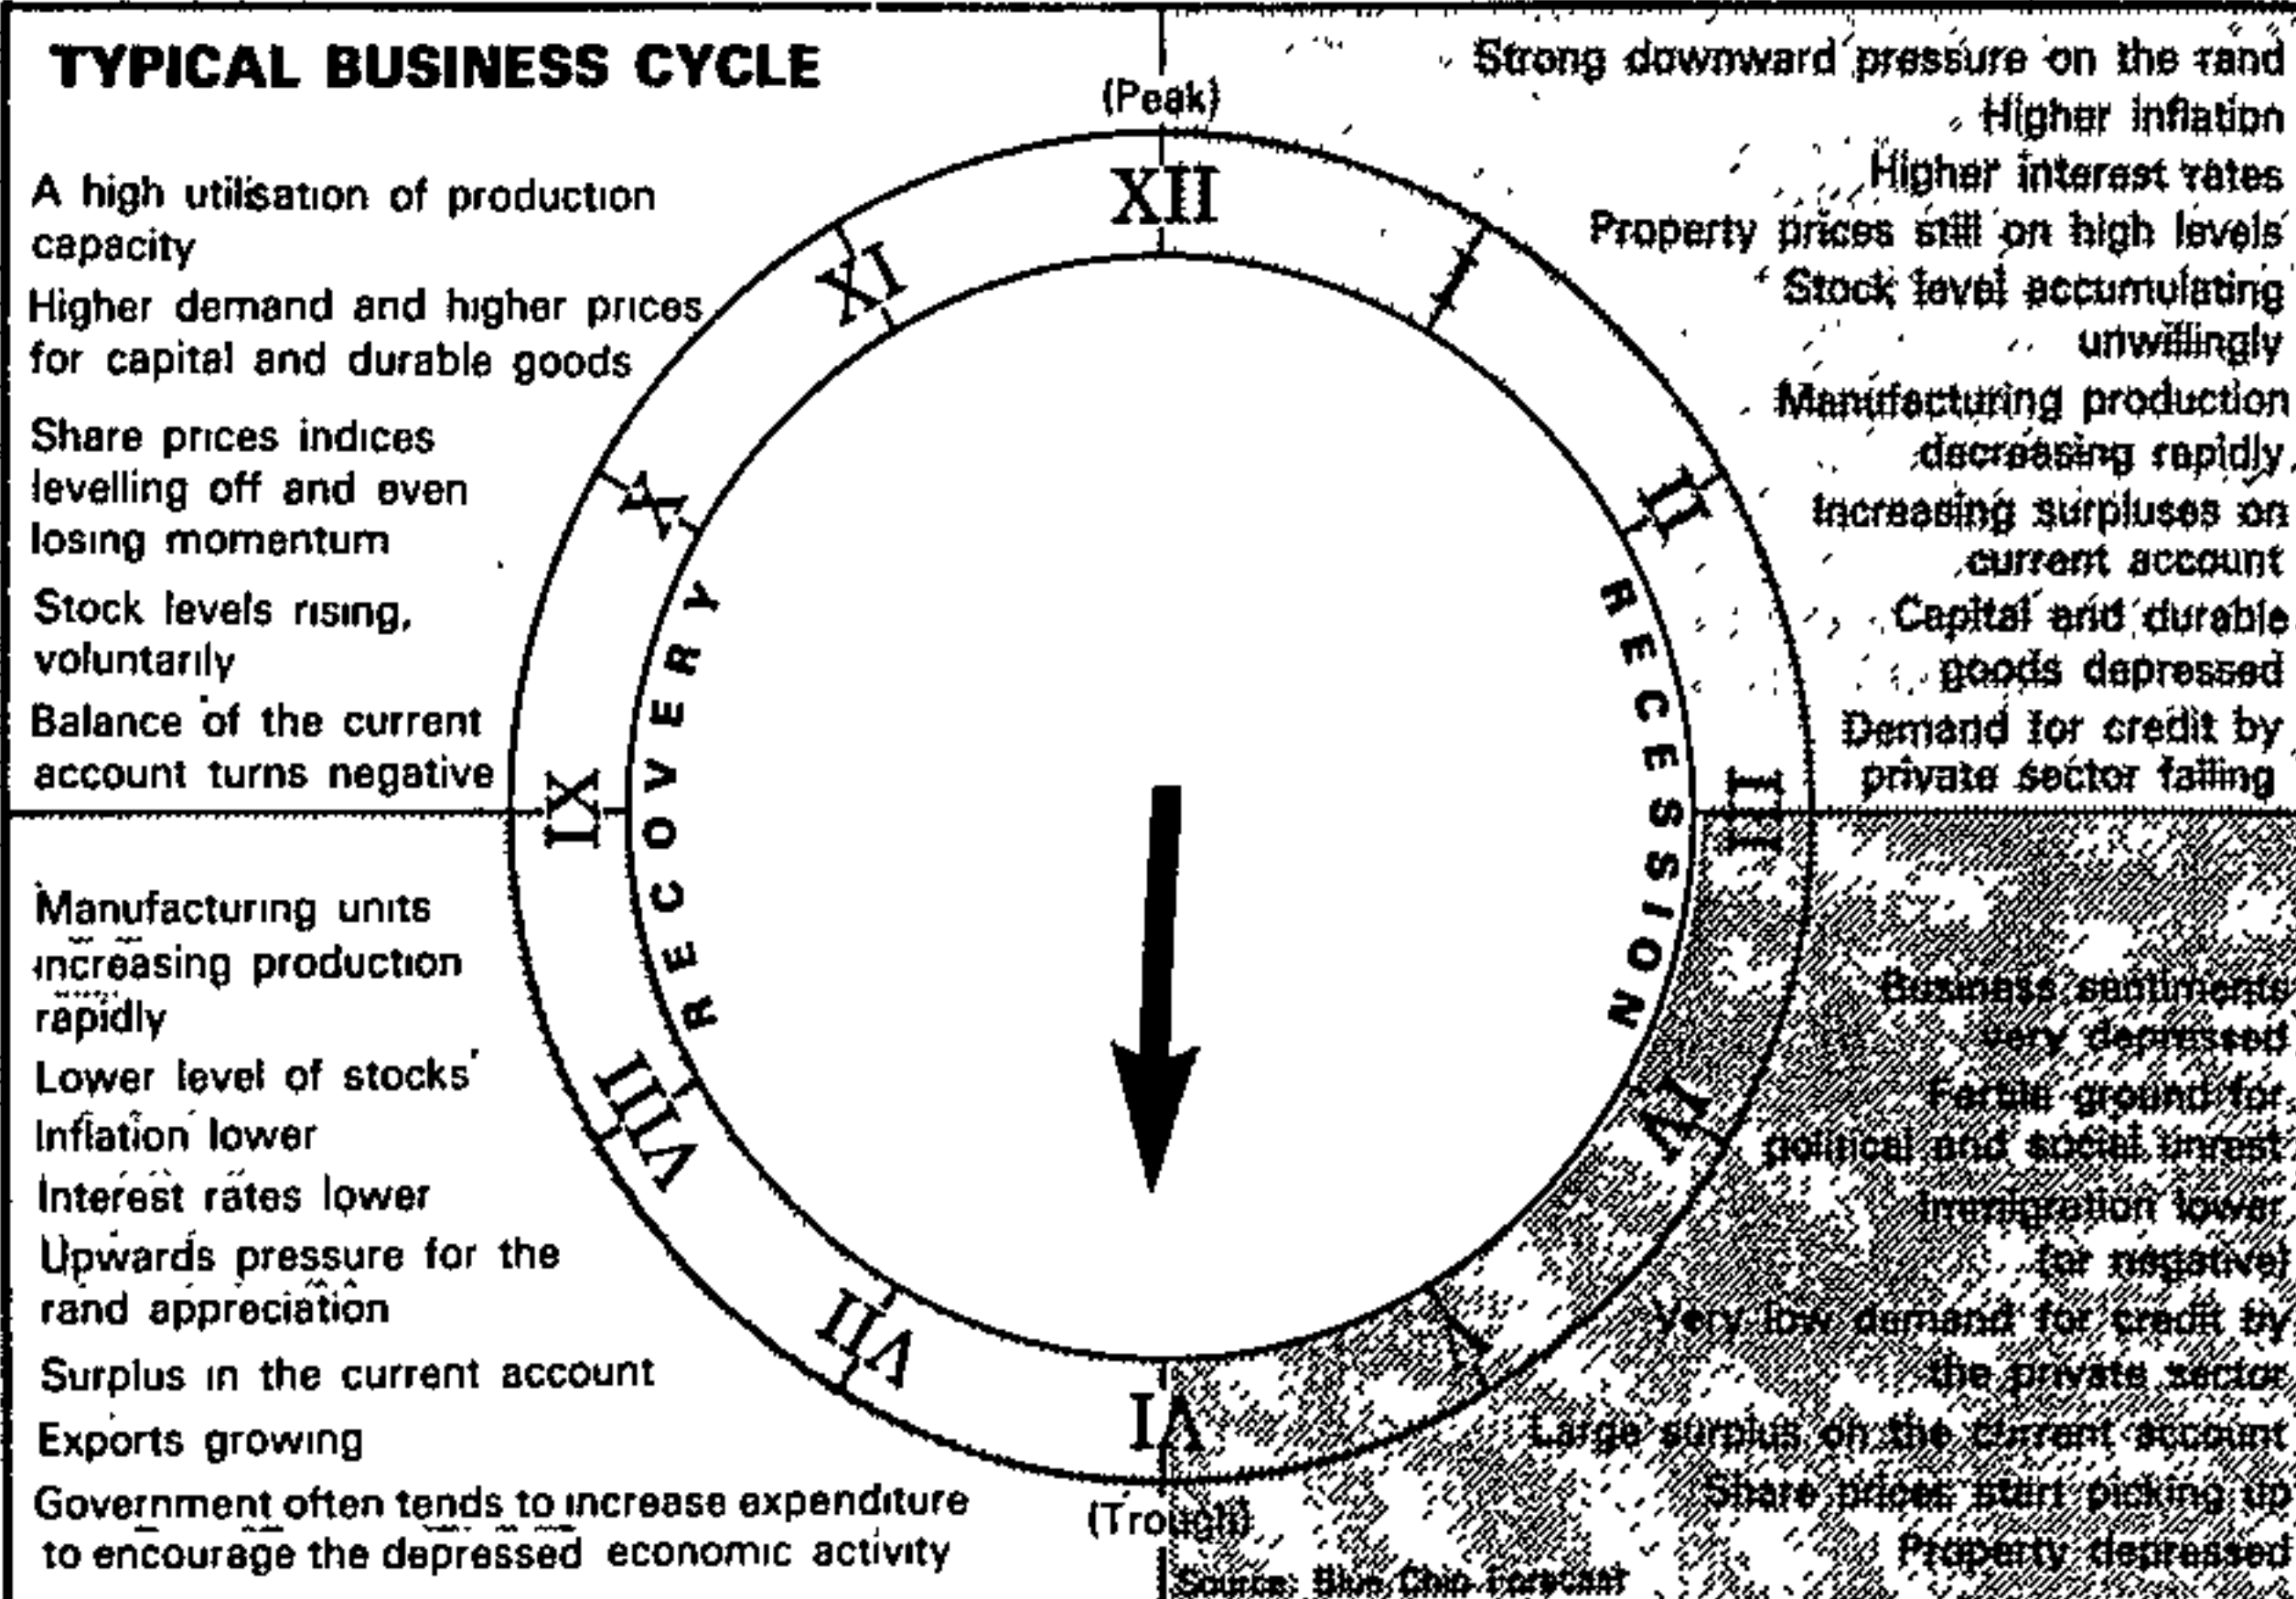 TYPICAL BUSINESS CYCLE
A high utilisation of production
capacity
Higher demand and higher prices
for capital and durable goods
Share prices indices
levelling off and even
losing momentum
Stock levels rising,
voluntarily
Balance of the current
account turns negative
Manufacturing units
increasing production
rapidly
Lower level of stocks
Inflation lower
Interest rates lower
Upwards pressure for the
rand appreciation
Surplus in the current account
Exports growing
Government often tends to increase expenditure
to encourage the depressed economic activity
(Peak)
XII
I
II
III
IV
V
VI
VII
VIII
IX
X
XI
RECOVERY
RECESSION
(Trough)
Strong downward pressure on the rand
Higher inflation
Higher interest rates
Property prices still on high levels
Stock level accumulating
unwillingly
Manufacturing production
decreasing rapidly
Increasing surpluses on
current account
Capital and durable
goods depressed
Demand for credit by
private sector falling
Business sentiments
very depressed
Fertile ground for
political and social unrest
Immigration lower
(or negative)
Very low demand for credit by
the private sector
Large surplus on the current account
Share prices start picking up
Property depressed
Source: Blue Chip Forecast